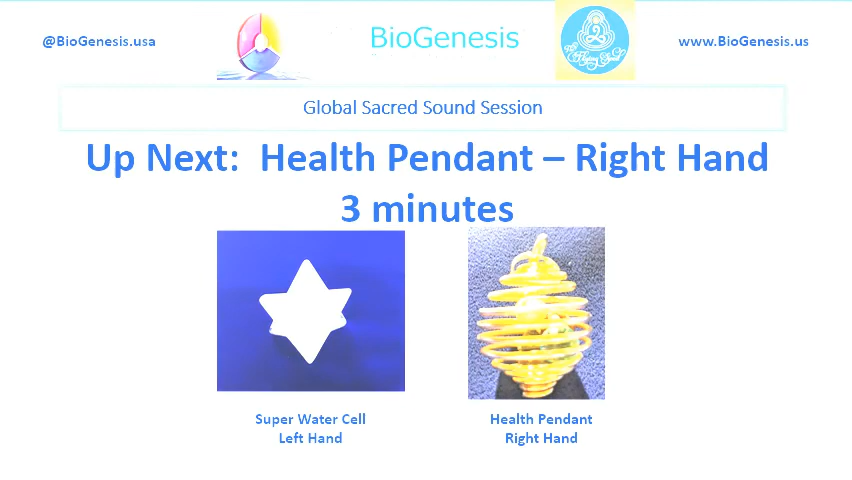 @BioGenesis.usa
BioGenesis
www.BioGenesis.us
Global Sacred Sound Session
Up Next: Health Pendant – Right Hand
3 minutes
Super Water Cell
Left Hand
Health Pendant
Right Hand